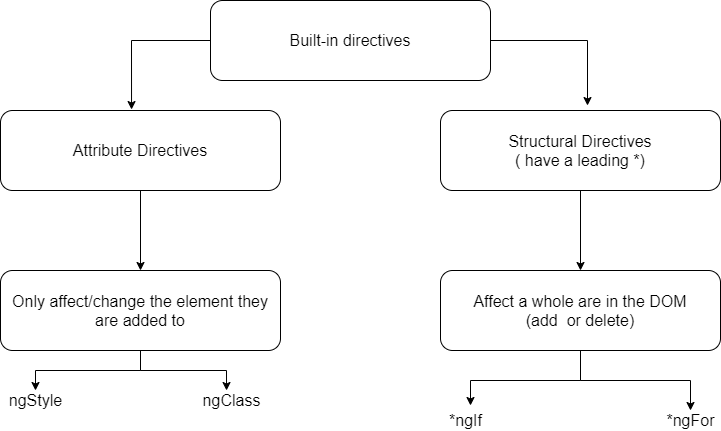 Built-in directives
Attribute Directives
Structural Directives
( have a leading *)
Only affect/change the element they
are added to
Affect a whole are in the DOM
(add or delete)
ngStyle
ngClass
*ngIf
*ngFor